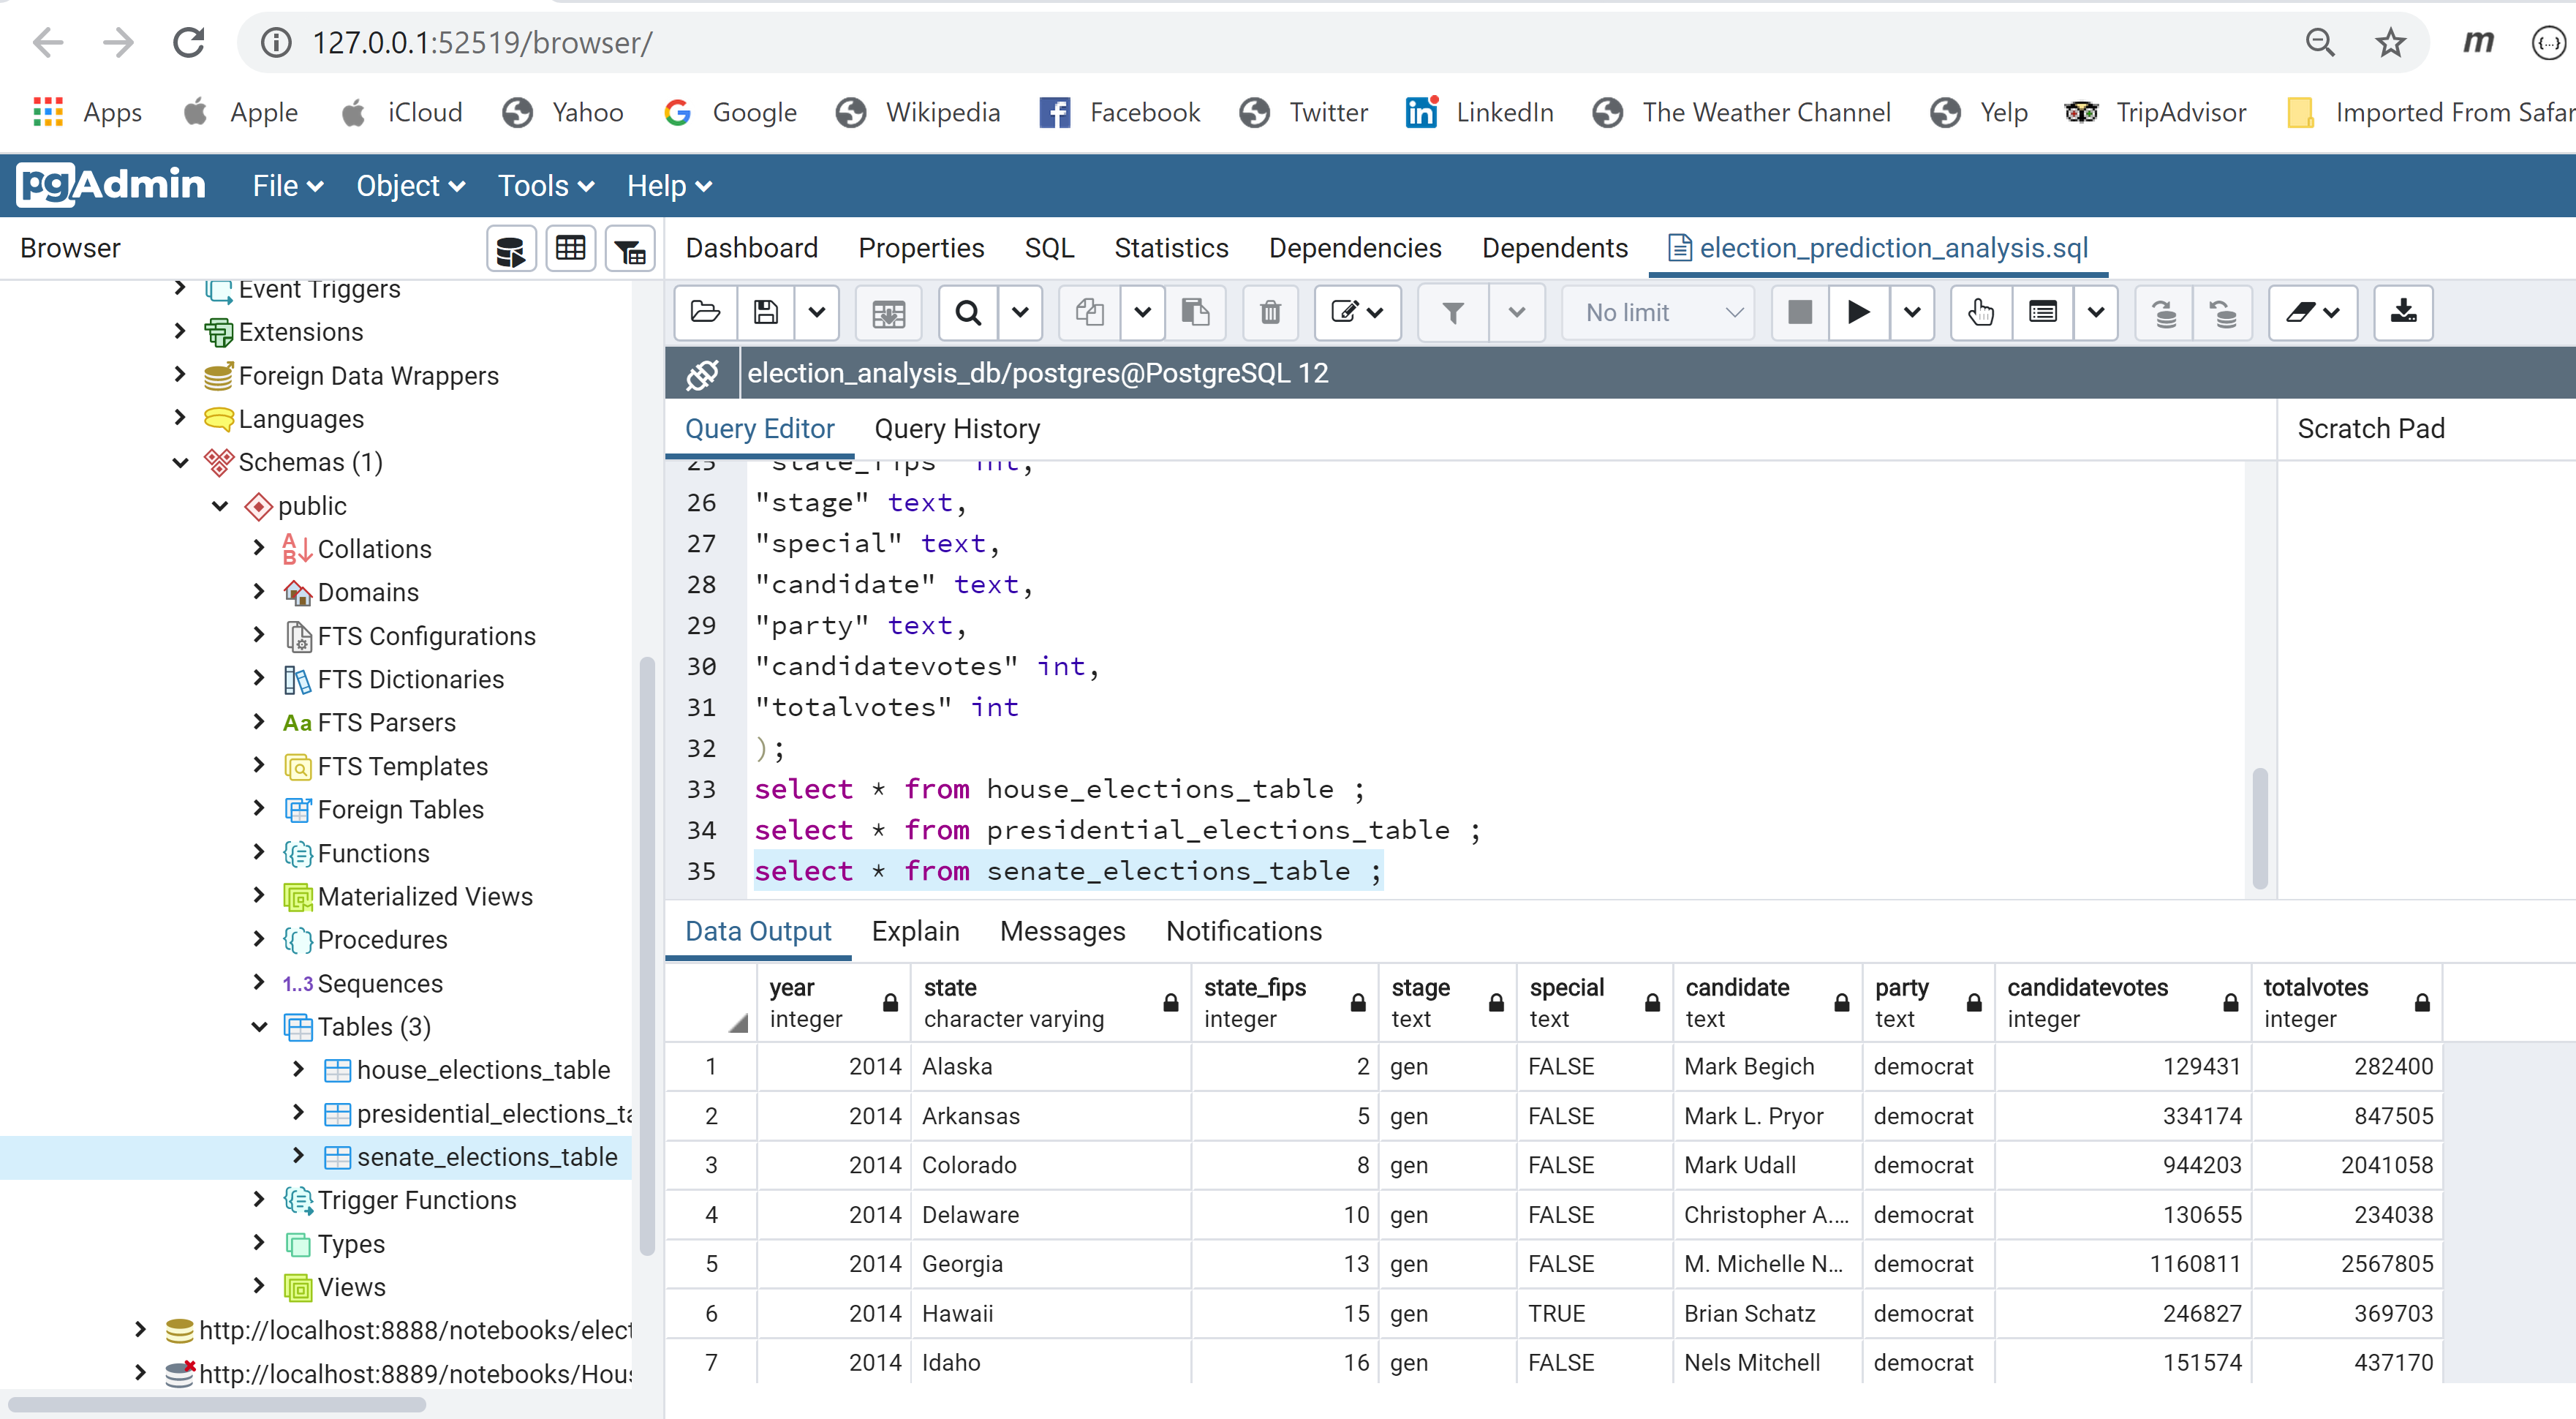 127.0.0.1:52519/browser/
m {...}
Apps Apple iCloud Yahoo Google Wikipedia Facebook Twitter LinkedIn The Weather Channel Yelp TripAdvisor Imported From Safar
pgAdmin File Object Tools Help
Browser
Dashboard Properties SQL Statistics Dependencies Dependents election_prediction_analysis.sql
Event Triggers
Extensions
Foreign Data Wrappers
Languages
Schemas (1)
public
Collations
Domains
FTS Configurations
FTS Dictionaries
Aa FTS Parsers
FTS Templates
Foreign Tables
Functions
Materialized Views
Procedures
1..3 Sequences
Tables (3)
house_elections_table
presidential_elections_ta
senate_elections_table
Trigger Functions
Types
Views
http://localhost:8888/notebooks/elect
http://localhost:8889/notebooks/Hous
No limit
election_analysis_db/postgres@PostgreSQL 12
Query Editor Query History
Scratch Pad
25 "state_fips" int,
26 "stage" text,
27 "special" text,
28 "candidate" text,
29 "party" text,
30 "candidatevotes" int,
31 "totalvotes" int
32 );
33 select * from house_elections_table ;
34 select * from presidential_elections_table ;
35 select * from senate_elections_table ;
Data Output Explain Messages Notifications
year state state_fips stage special candidate party candidatevotes totalvotes
integer character varying integer text text text text integer integer
1 2014 Alaska 2 gen FALSE Mark Begich democrat 129431 282400
2 2014 Arkansas 5 gen FALSE Mark L. Pryor democrat 334174 847505
3 2014 Colorado 8 gen FALSE Mark Udall democrat 944203 2041058
4 2014 Delaware 10 gen FALSE Christopher A.... democrat 130655 234038
5 2014 Georgia 13 gen FALSE M. Michelle N... democrat 1160811 2567805
6 2014 Hawaii 15 gen TRUE Brian Schatz democrat 246827 369703
7 2014 Idaho 16 gen FALSE Nels Mitchell democrat 151574 437170